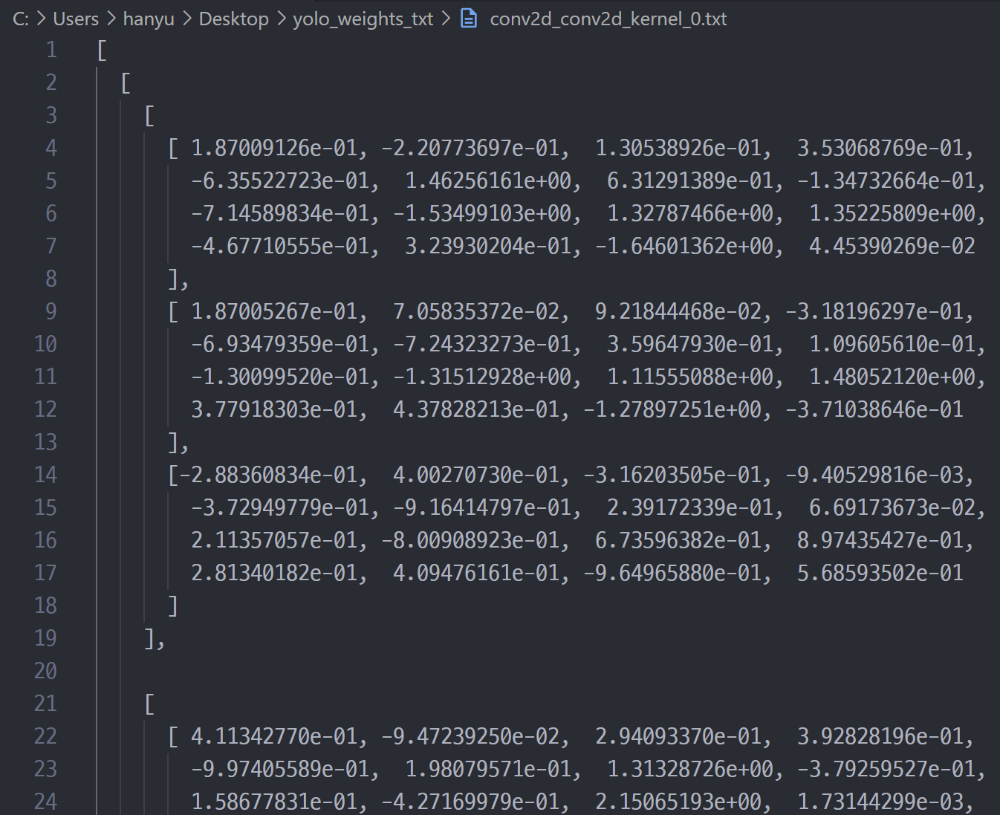 C: > Users > hanyu > Desktop > yolo_weights_txt > conv2d_conv2d_kernel_0.txt
1 [
2 [
3 [
4 [ 1.87009126e-01, -2.20773697e-01, 1.30538926e-01, 3.53068769e-01,
5 -6.35522723e-01, 1.46256161e+00, 6.31291389e-01, -1.34732664e-01,
6 -7.14589834e-01, -1.53499103e+00, 1.32787466e+00, 1.35225809e+00,
7 -4.67710555e-01, 3.23930204e-01, -1.64601362e+00, 4.45390269e-02
8 ],
9 [ 1.87005267e-01, 7.05835372e-02, 9.21844468e-02, -3.18196297e-01,
10 -6.93479359e-01, -7.24323273e-01, 3.59647930e-01, 1.09605610e-01,
11 -1.30099520e-01, -1.31512928e+00, 1.11555088e+00, 1.48052120e+00,
12 3.77918303e-01, 4.37828213e-01, -1.27897251e+00, -3.71038646e-01
13 ],
14 [-2.88360834e-01, 4.00270730e-01, -3.16203505e-01, -9.40529816e-03,
15 -3.72949779e-01, -9.16414797e-01, 2.39172339e-01, 6.69173673e-02,
16 2.11357057e-01, -8.00908923e-01, 6.73596382e-01, 8.97435427e-01,
17 2.81340182e-01, 4.09476161e-01, -9.64965880e-01, 5.68593502e-01
18 ]
19 ],
20
21 [
22 [ 4.11342770e-01, -9.47239250e-02, 2.94093370e-01, 3.92828196e-01,
23 -9.97405589e-01, 1.98079571e-01, 1.31328726e+00, -3.79259527e-01,
24 1.58677831e-01, -4.27169979e-01, 2.15065193e+00, 1.73144299e-03,